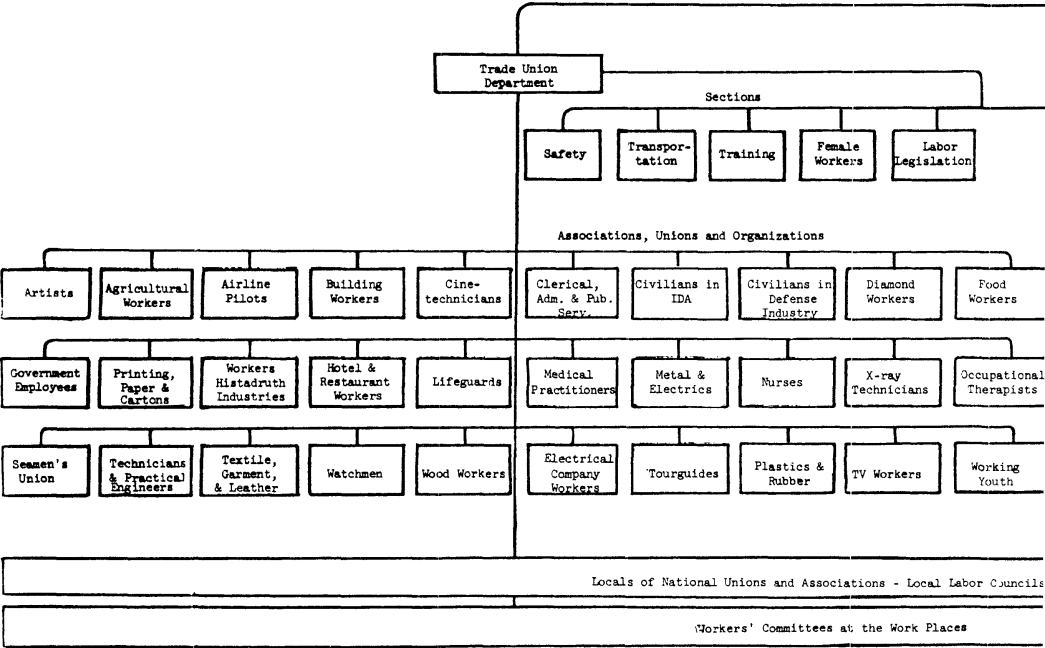 Trade Union
Department
Sections
Safety
Transpor-
tation
Training
Female
Workers
Labor
Legislation
Associations, Unions and Organizations
Artists
Agricultural
Workers
Airline
Pilots
Building
Workers
Cine-
technicians
Clerical,
Adm. & Pub.
Serv.
Civilians in
IDA
Civilians in
Defense
Industry
Diamond
Workers
Food
Workers
Government
Employees
Printing,
Paper &
Cartons
Workers
Histadruth
Industries
Hotel &
Restaurant
Workers
Lifeguards
Medical
Practitioners
Metal &
Electrics
Nurses
X-ray
Technicians
Occupational
Therapists
Seamen's
Union
Technicians
& Practical
Engineers
Textile,
Garment,
& Leather
Watchmen
Wood Workers
Electrical
Company
Workers
Tourguides
Plastics &
Rubber
TV Workers
Working
Youth
Locals of National Unions and Associations - Local Labor Councils
Workers' Committees at the Work Places